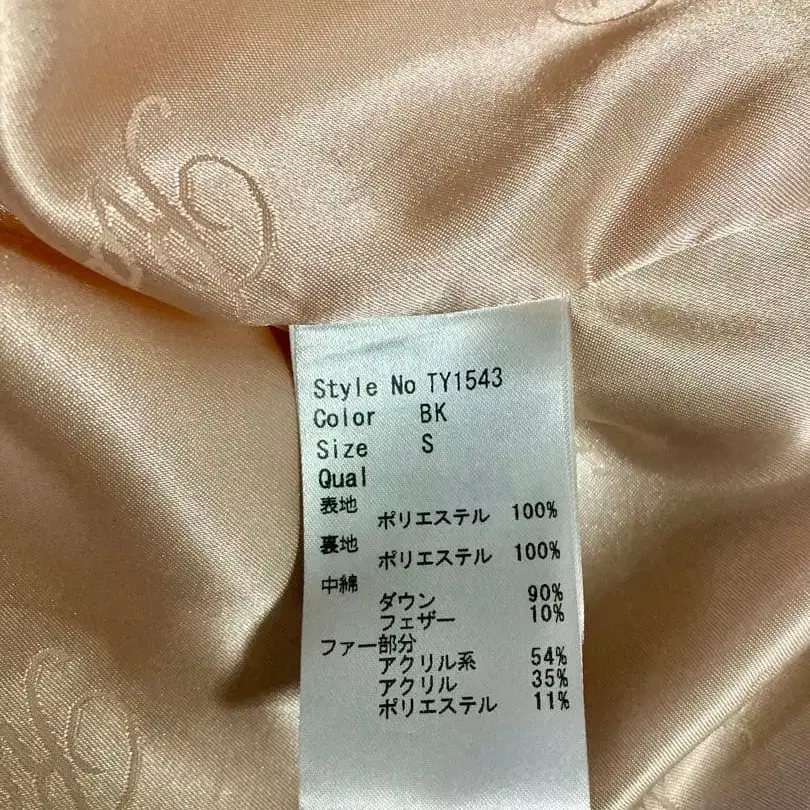 Style No TY1543
Color BK
Size S
Qual
表地
ポリエステル 100%
裏地
ポリエステル 100%
中綿
ダウン 90%
フェザー 10%
ファー部分
アクリル系 54%
アクリル 35%
ポリエステル 11%